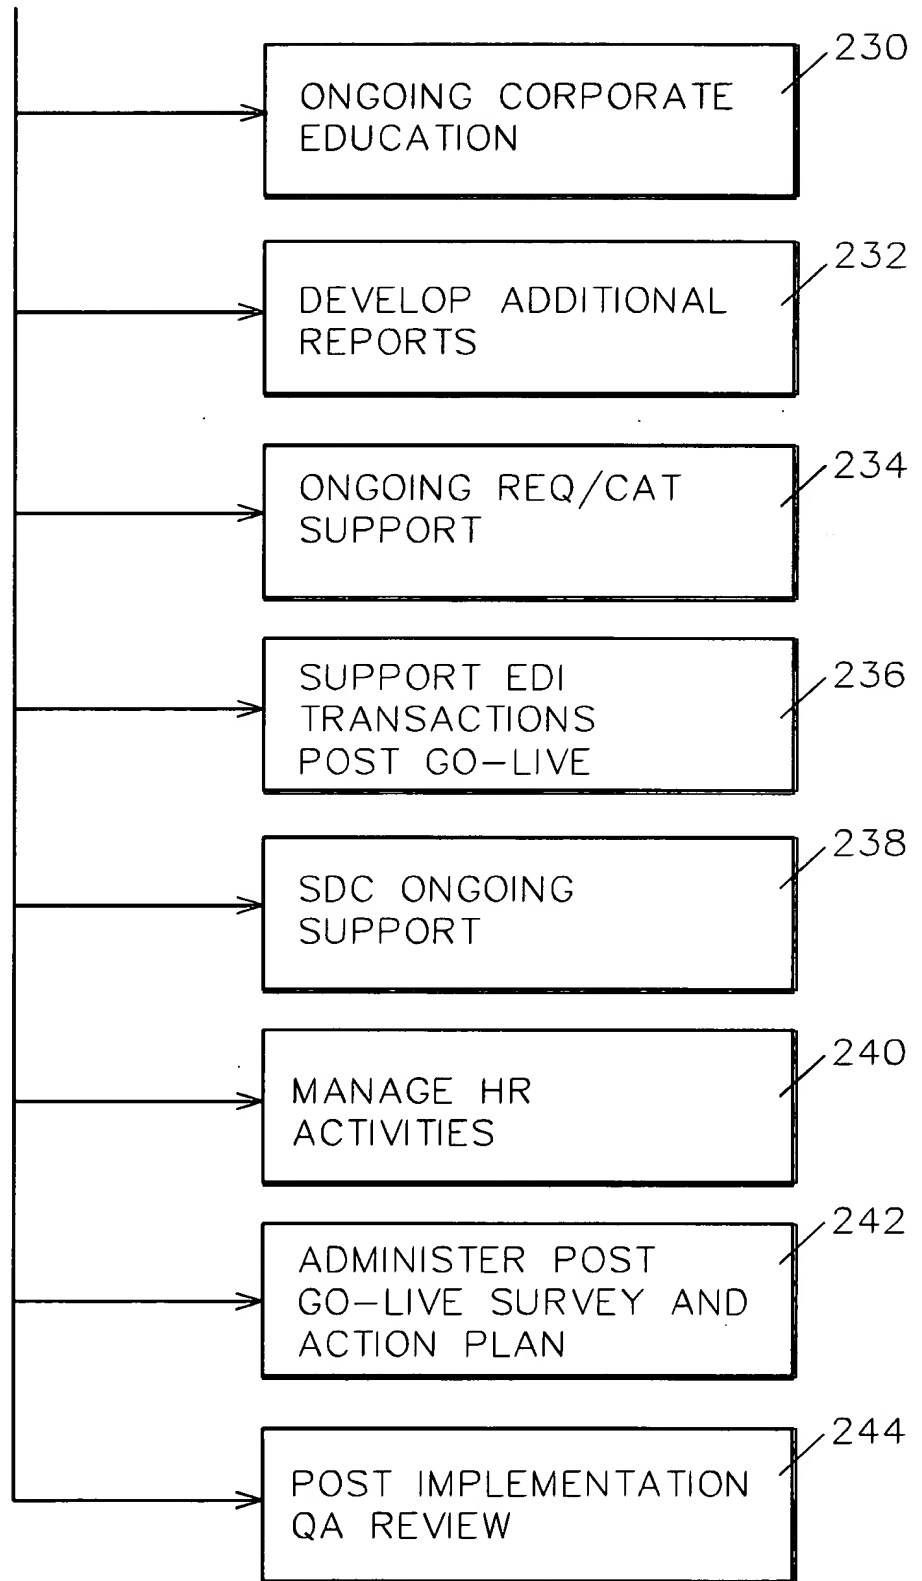 230
ONGOING CORPORATE
EDUCATION
232
DEVELOP ADDITIONAL
REPORTS
234
ONGOING REQ/CAT
SUPPORT
236
SUPPORT EDI
TRANSACTIONS
POST GO-LIVE
238
SDC ONGOING
SUPPORT
240
MANAGE HR
ACTIVITIES
242
ADMINISTER POST
GO-LIVE SURVEY AND
ACTION PLAN
244
POST IMPLEMENTATION
QA REVIEW